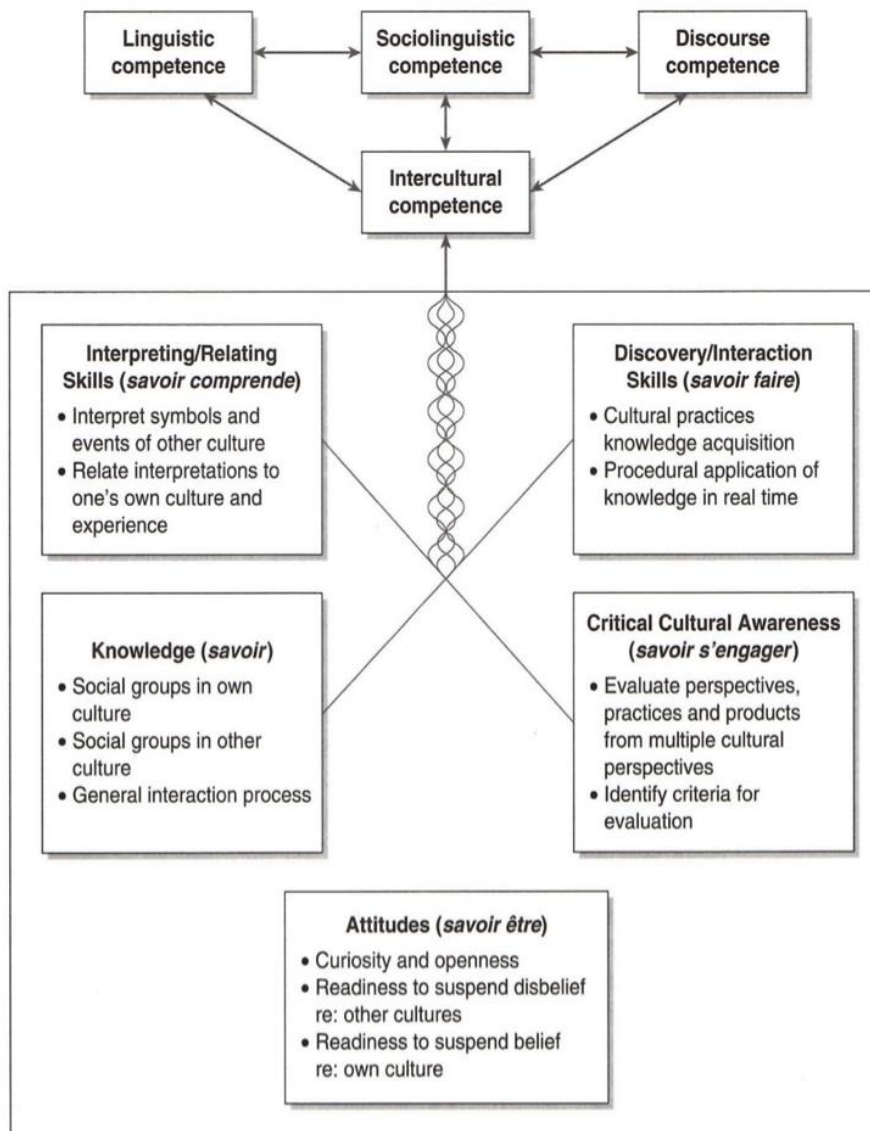 Linguistic
competence
Sociolinguistic
competence
Discourse
competence
Intercultural
competence
Interpreting/Relating
Skills (savoir comprende)
• Interpret symbols and
events of other culture
• Relate interpretations to
one's own culture and
experience
Discovery/Interaction
Skills (savoir faire)
• Cultural practices
knowledge acquisition
• Procedural application of
knowledge in real time
Knowledge (savoir)
• Social groups in own
culture
• Social groups in other
culture
• General interaction process
Critical Cultural Awareness
(savoir s'engager)
• Evaluate perspectives,
practices and products
from multiple cultural
perspectives
• Identify criteria for
evaluation
Attitudes (savoir être)
• Curiosity and openness
• Readiness to suspend disbelief
re: other cultures
• Readiness to suspend belief
re: own culture